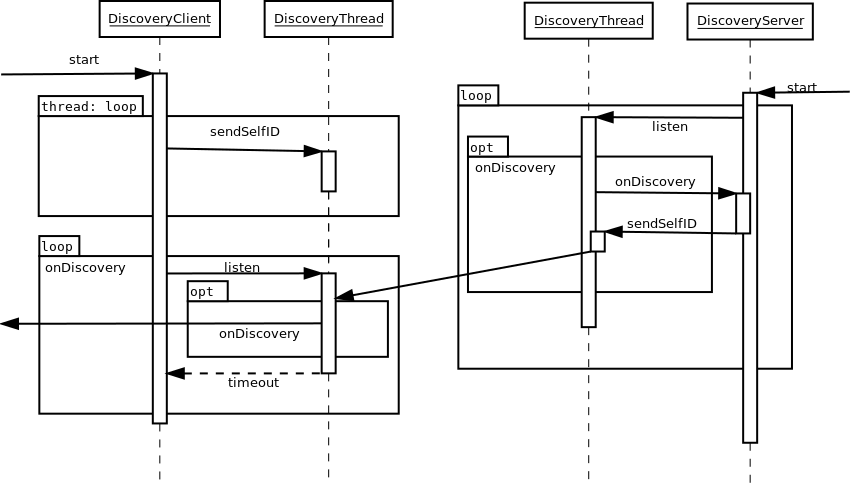 DiscoveryClient
DiscoveryThread
DiscoveryThread
DiscoveryServer
start
thread: loop
sendSelfID
loop
onDiscovery
listen
opt
onDiscovery
timeout
start
loop
listen
opt
onDiscovery
onDiscovery
sendSelfID